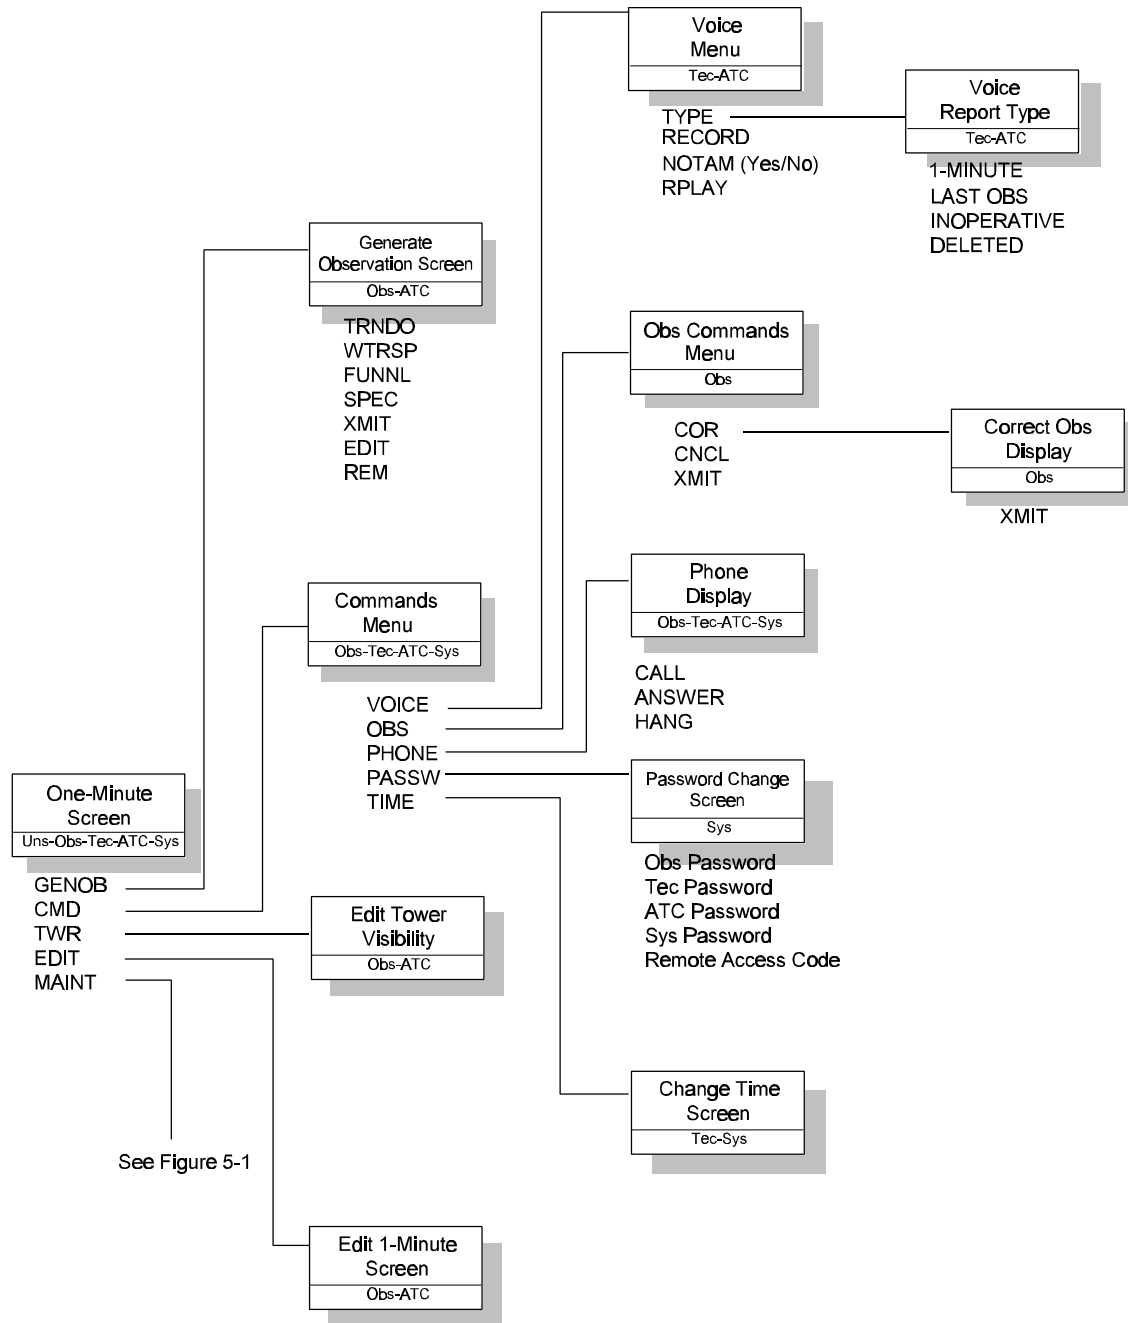 Voice
Menu
Tec-ATC
TYPE
RECORD
NOTAM (Yes/No)
RPLAY
Voice
Report Type
Tec-ATC
1-MINUTE
LAST OBS
INOPERATIVE
DELETED
Generate
Observation Screen
Obs-ATC
TRNDO
WTRSP
FUNNL
SPEC
XMIT
EDIT
REM
Obs Commands
Menu
Obs
COR
CNCL
XMIT
Correct Obs
Display
Obs
XMIT
Commands
Menu
Obs-Tec-ATC-Sys
VOICE
OBS
PHONE
PASSW
TIME
Phone
Display
Obs-Tec-ATC-Sys
CALL
ANSWER
HANG
One-Minute
Screen
Uns-Obs-Tec-ATC-Sys
GENOB
CMD
TWR
EDIT
MAINT
Password Change
Screen
Sys
Obs Password
Tec Password
ATC Password
Sys Password
Remote Access Code
Edit Tower
Visibility
Obs-ATC
Change Time
Screen
Tec-Sys
See Figure 5-1
Edit 1-Minute
Screen
Obs-ATC